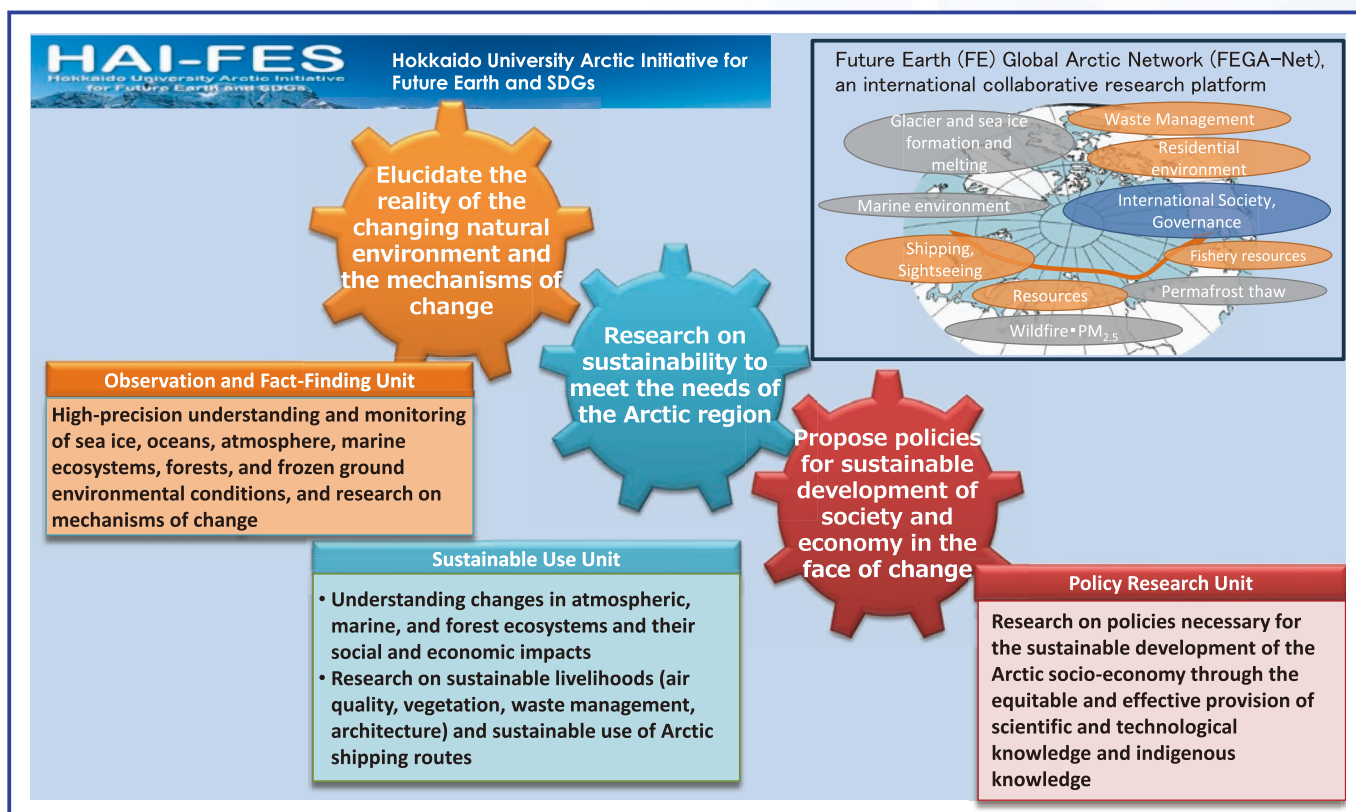 HAI-FES
Hokkaido University Arctic Initiative
for Future Earth and SDGs
Hokkaido University Arctic Initiative for
Future Earth and SDGs
Future Earth (FE) Global Arctic Network (FEGA-Net),
an international collaborative research platform
Glacier and sea ice
formation and
melting
Waste Management
Residential
environment
Marine environment
International Society,
Governance
Shipping,
Sightseeing
Fishery resources
Resources
Permafrost thaw
Wildfire・PM2.5
Elucidate the
reality of the
changing natural
environment and
the mechanisms of
change
Research on
sustainability to
meet the needs of
the Arctic region
Propose policies
for sustainable
development of
society and
economy in the
face of change
Observation and Fact-Finding Unit
High-precision understanding and monitoring
of sea ice, oceans, atmosphere, marine
ecosystems, forests, and frozen ground
environmental conditions, and research on
mechanisms of change
Sustainable Use Unit
• Understanding changes in atmospheric,
marine, and forest ecosystems and their
social and economic impacts
• Research on sustainable livelihoods (air
quality, vegetation, waste management,
architecture) and sustainable use of Arctic
shipping routes
Policy Research Unit
Research on policies necessary for
the sustainable development of the
Arctic socio-economy through the
equitable and effective provision of
scientific and technological
knowledge and indigenous
knowledge